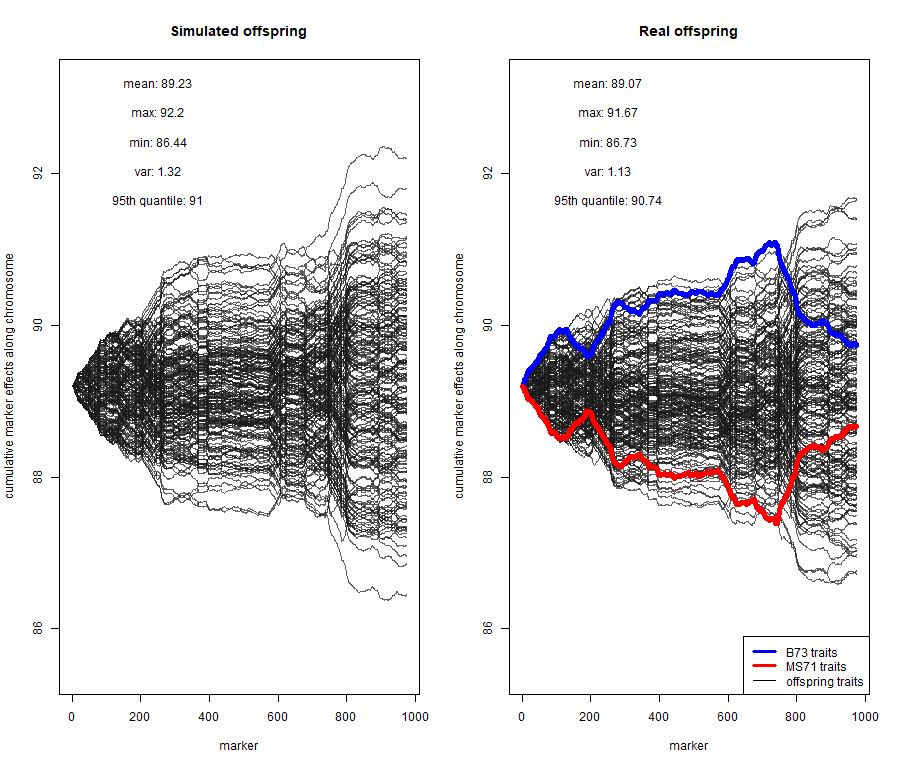 Simulated offspring
mean: 89.23
max: 92.2
min: 86.44
var: 1.32
95th quantile: 91
cumulative marker effects along chromosome
86
88
90
92
0
200
400
600
800
1000
marker
Real offspring
mean: 89.07
max: 91.67
min: 86.73
var: 1.13
95th quantile: 90.74
cumulative marker effects along chromosome
86
88
90
92
B73 traits
MS71 traits
offspring traits
0
200
400
600
800
1000
marker